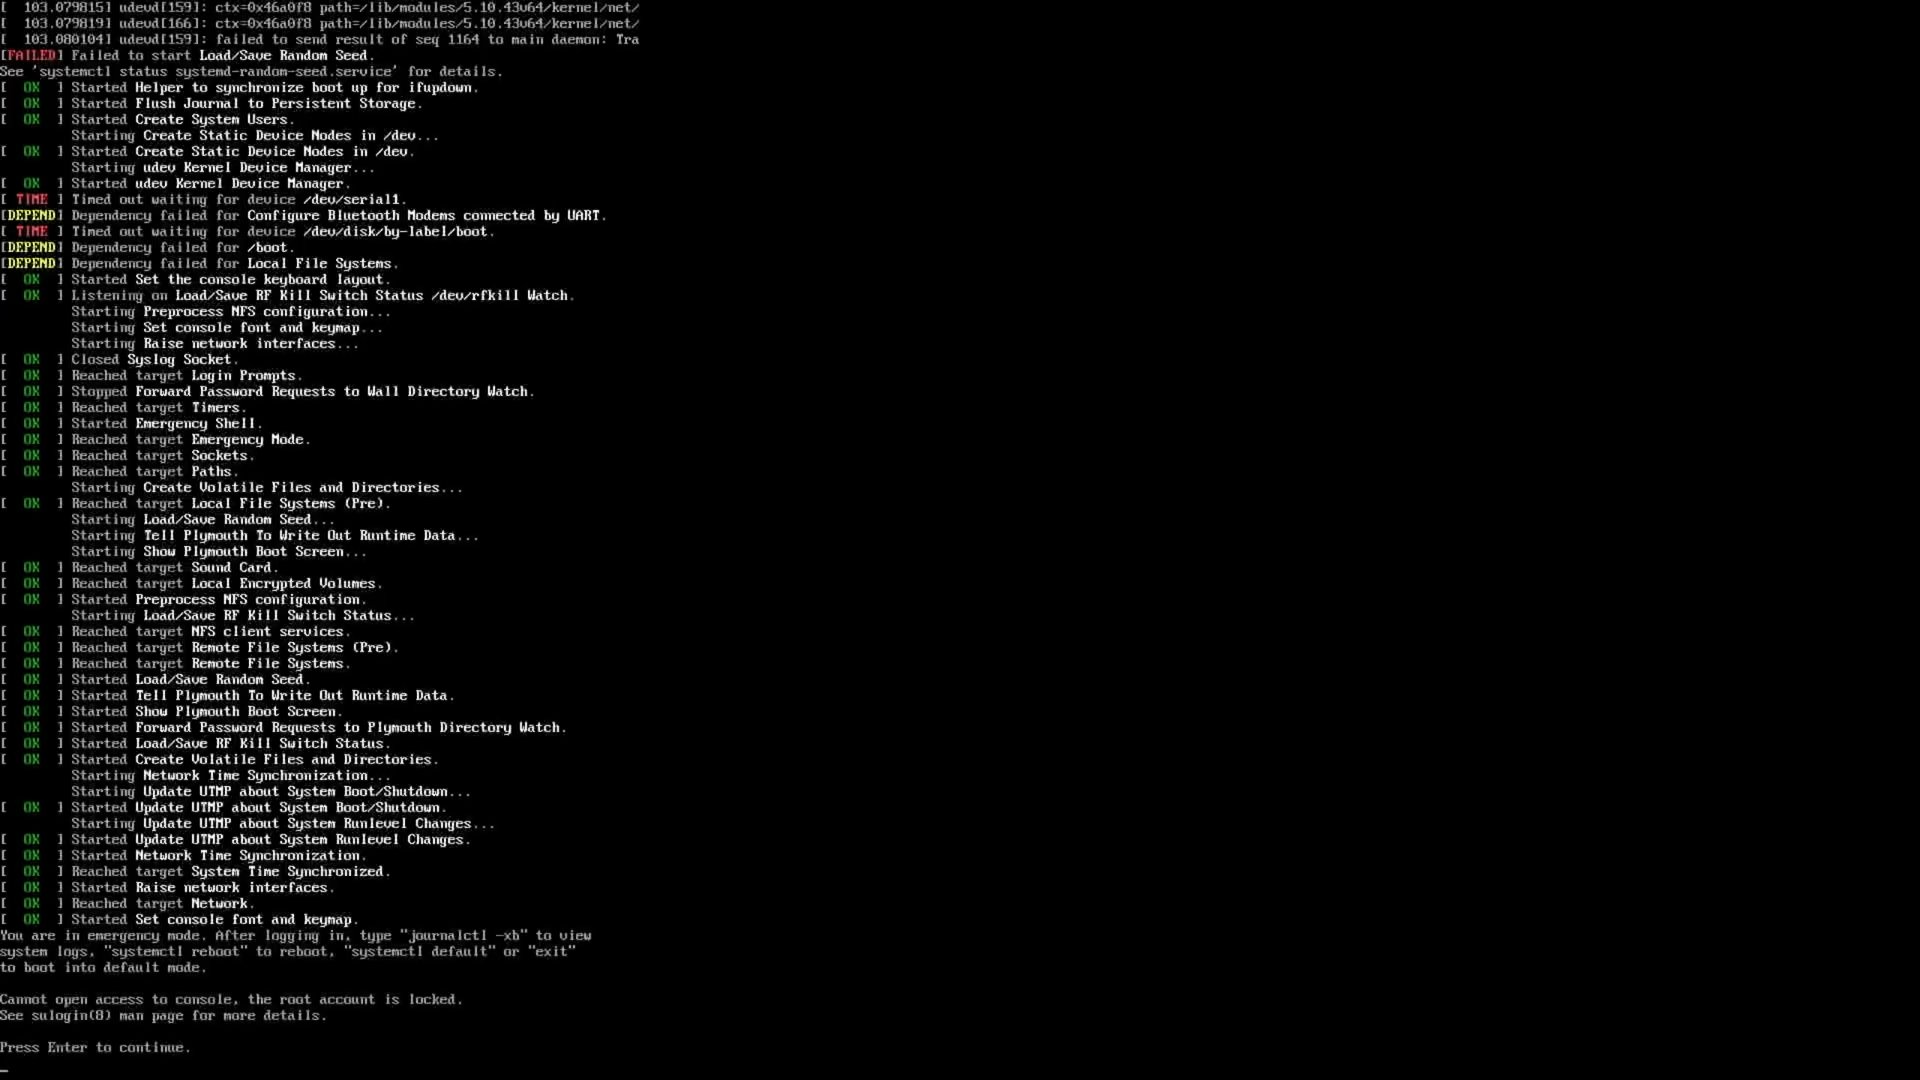 [  103.079815] udevd[159]: ctx=0x46a0f8 path=/lib/modules/5.10.43v64/kernel/net/
[  103.079819] udevd[166]: ctx=0x46a0f8 path=/lib/modules/5.10.43v64/kernel/net/
[  103.080104] udevd[159]: failed to send result of seq 1164 to main daemon: Tra
[FAILED] Failed to start Load/Save Random Seed.
See 'systemctl status systemd-random-seed.service' for details.
[  OK  ] Started Helper to synchronize boot up for ifupdown.
[  OK  ] Started Flush Journal to Persistent Storage.
[  OK  ] Started Create System Users.
         Starting Create Static Device Nodes in /dev...
[  OK  ] Started Create Static Device Nodes in /dev.
         Starting udev Kernel Device Manager...
[  OK  ] Started udev Kernel Device Manager.
[ TIME ] Timed out waiting for device /dev/serial1.
[DEPEND] Dependency failed for Configure Bluetooth Modems connected by UART.
[ TIME ] Timed out waiting for device /dev/disk/by-label/boot.
[DEPEND] Dependency failed for /boot.
[DEPEND] Dependency failed for Local File Systems.
[  OK  ] Started Set the console keyboard layout.
[  OK  ] Listening on Load/Save RF Kill Switch Status /dev/rfkill Watch.
         Starting Preprocess NFS configuration...
         Starting Set console font and keymap...
         Starting Raise network interfaces...
[  OK  ] Closed Syslog Socket.
[  OK  ] Reached target Login Prompts.
[  OK  ] Stopped Forward Password Requests to Wall Directory Watch.
[  OK  ] Reached target Timers.
[  OK  ] Started Emergency Shell.
[  OK  ] Reached target Emergency Mode.
[  OK  ] Reached target Sockets.
[  OK  ] Reached target Paths.
         Starting Create Volatile Files and Directories...
[  OK  ] Reached target Local File Systems (Pre).
         Starting Load/Save Random Seed...
         Starting Tell Plymouth To Write Out Runtime Data...
         Starting Show Plymouth Boot Screen...
[  OK  ] Reached target Sound Card.
[  OK  ] Reached target Local Encrypted Volumes.
[  OK  ] Started Preprocess NFS configuration.
         Starting Load/Save RF Kill Switch Status...
[  OK  ] Reached target NFS client services.
[  OK  ] Reached target Remote File Systems (Pre).
[  OK  ] Reached target Remote File Systems.
[  OK  ] Started Load/Save Random Seed.
[  OK  ] Started Tell Plymouth To Write Out Runtime Data.
[  OK  ] Started Show Plymouth Boot Screen.
[  OK  ] Started Forward Password Requests to Plymouth Directory Watch.
[  OK  ] Started Load/Save RF Kill Switch Status.
[  OK  ] Started Create Volatile Files and Directories.
         Starting Network Time Synchronization...
         Starting Update UTMP about System Boot/Shutdown...
[  OK  ] Started Update UTMP about System Boot/Shutdown.
         Starting Update UTMP about System Runlevel Changes...
[  OK  ] Started Update UTMP about System Runlevel Changes.
[  OK  ] Started Network Time Synchronization.
[  OK  ] Reached target System Time Synchronized.
[  OK  ] Started Raise network interfaces.
[  OK  ] Reached target Network.
[  OK  ] Started Set console font and keymap.
You are in emergency mode. After logging in, type "journalctl -xb" to view
system logs, "systemctl reboot" to reboot, "systemctl default" or "exit"
to boot into default mode.
Cannot open access to console, the root account is locked.
See sulogin(8) man page for more details.
Press Enter to continue.